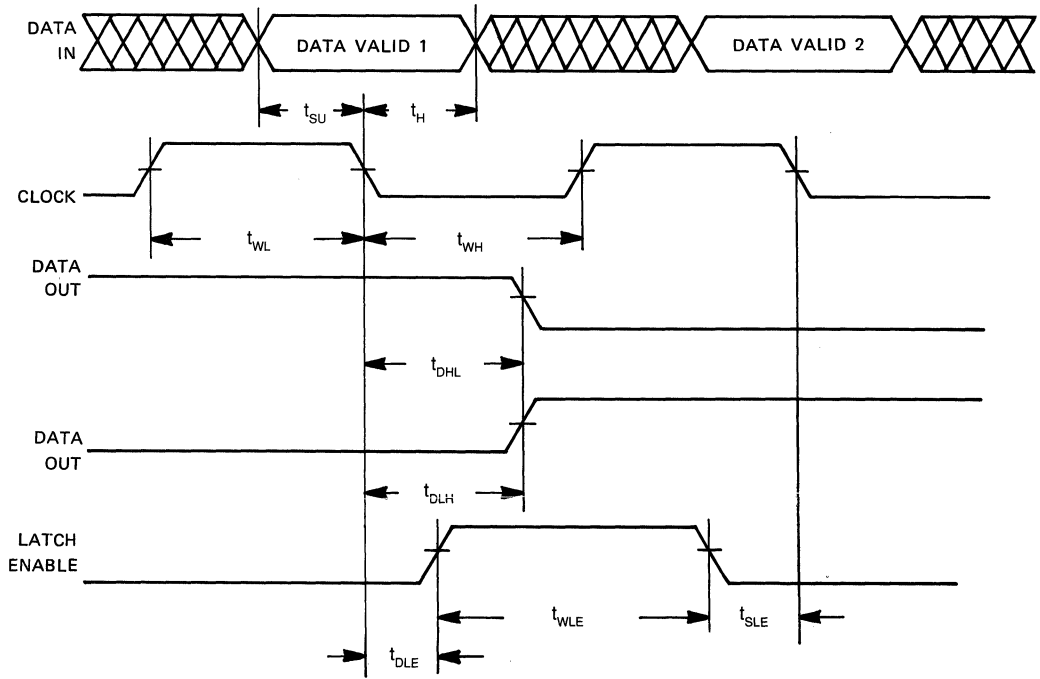 DATA
IN
DATA VALID 1
DATA VALID 2
tSU
tH
CLOCK
tWL
tWH
DATA
OUT
tDHL
DATA
OUT
tDLH
LATCH
ENABLE
tWLE
tSLE
tDLE